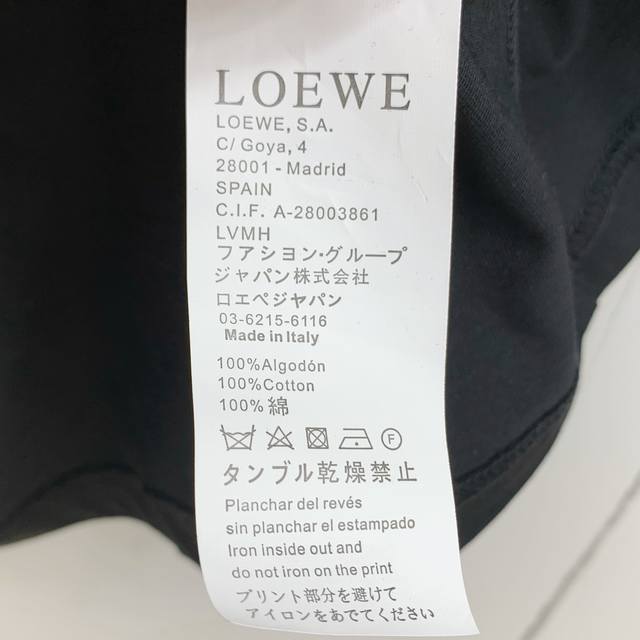 LOEWE
LOEWE, S.A.
C/ Goya, 4
28001 - Madrid
SPAIN
C.I.F. A-28003861
LVMH
フアシヨン·グループ
ジャパン株式会社
ロエペジャパン
03-6215-6116
Made in Italy
100%Algodón
100%Cotton
100% 綿
F
タンブル乾燥禁止
Planchar del revés
sin planchar el estampado
Iron inside out and
do not iron on the print
プリント部分を避けて
アイロンをあでてください